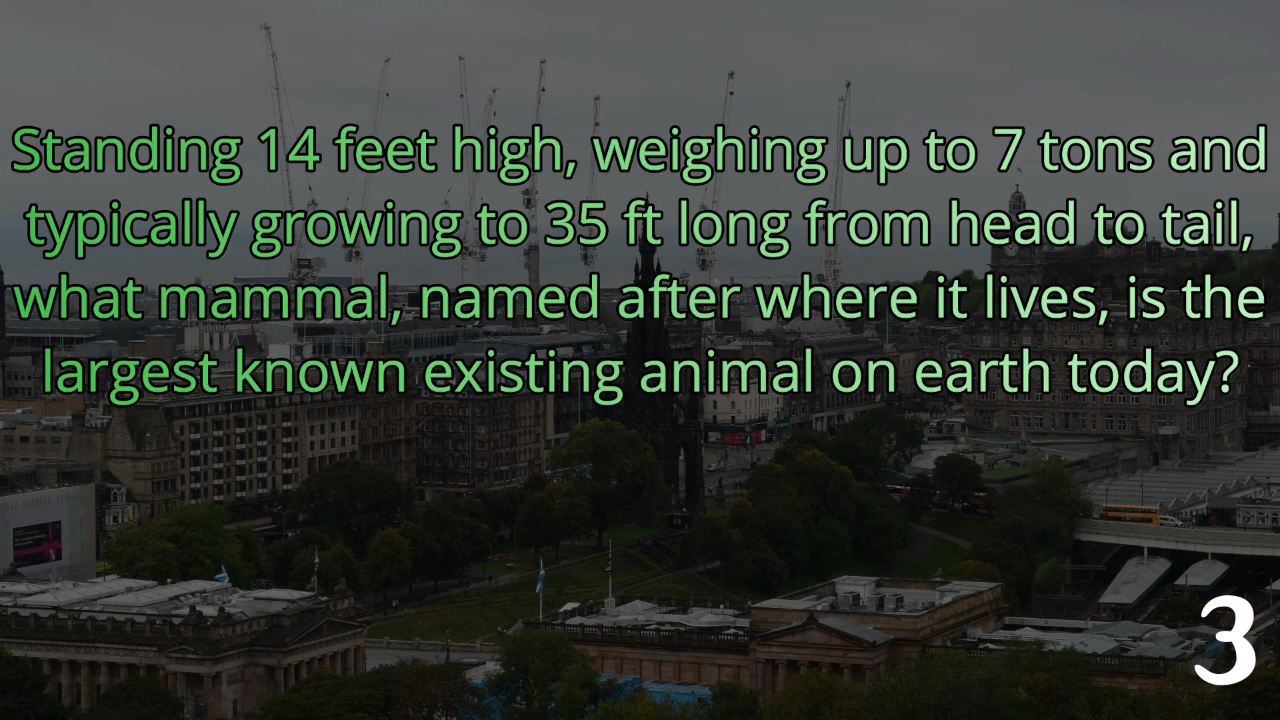 Standing 14 feet high, weighing up to 7 tons and
typically growing to 35 ft long from head to tail,
what mammal, named after where it lives, is the
largest known existing animal on earth today?
3